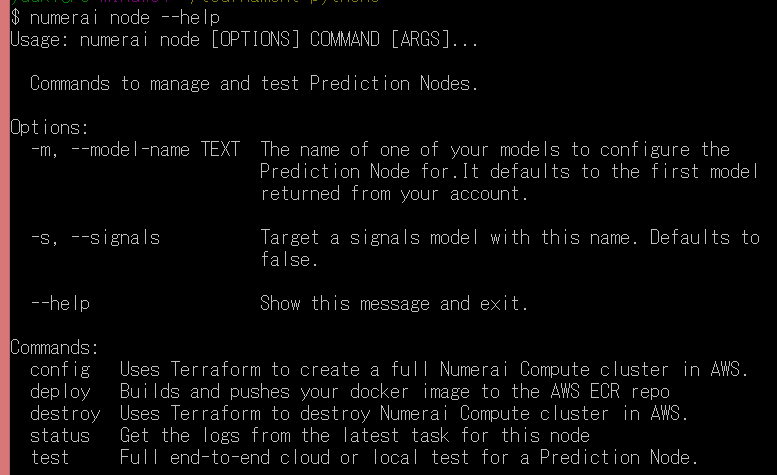 $ numerai node --help
Usage: numerai node [OPTIONS] COMMAND [ARGS]...
Commands to manage and test Prediction Nodes.
Options:
-m, --model-name TEXT  The name of one of your models to configure the
Prediction Node for.It defaults to the first model
returned from your account.
-s, --signals          Target a signals model with this name. Defaults to
false.
--help                 Show this message and exit.
Commands:
config   Uses Terraform to create a full Numerai Compute cluster in AWS.
deploy   Builds and pushes your docker image to the AWS ECR repo
destroy  Uses Terraform to destroy Numerai Compute cluster in AWS.
status   Get the logs from the latest task for this node
test     Full end-to-end cloud or local test for a Prediction Node.